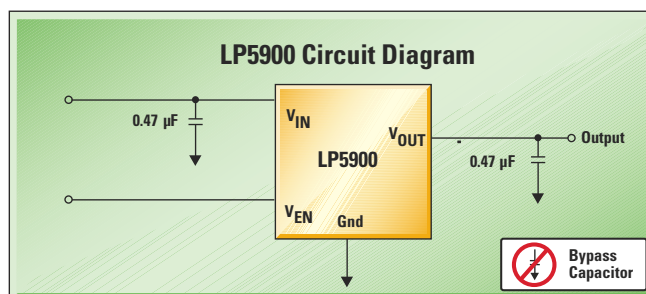 LP5900 Circuit Diagram
0.47 µF
VIN
VOUT
Output
LP5900
0.47 µF
VEN
Gnd
Bypass
Capacitor